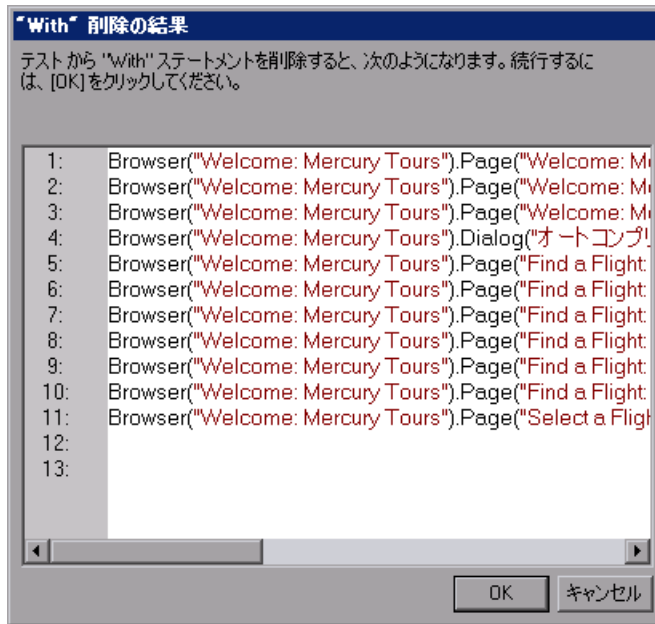 "With" 削除の結果
テスト から "With" ステートメントを削除すると、次のようになります。続行するに
は、[OK] をクリックしてください。
1: Browser("Welcome: Mercury Tours").Page("Welcome: M
2: Browser("Welcome: Mercury Tours").Page("Welcome: M
3: Browser("Welcome: Mercury Tours").Page("Welcome: M
4: Browser("Welcome: Mercury Tours").Dialog("オートコンプ
5: Browser("Welcome: Mercury Tours").Page("Find a Flight:
6: Browser("Welcome: Mercury Tours").Page("Find a Flight:
7: Browser("Welcome: Mercury Tours").Page("Find a Flight:
8: Browser("Welcome: Mercury Tours").Page("Find a Flight:
9: Browser("Welcome: Mercury Tours").Page("Find a Flight:
10: Browser("Welcome: Mercury Tours").Page("Find a Flight:
11: Browser("Welcome: Mercury Tours").Page("Select a Fligh
12:
13:
OK キャンセル